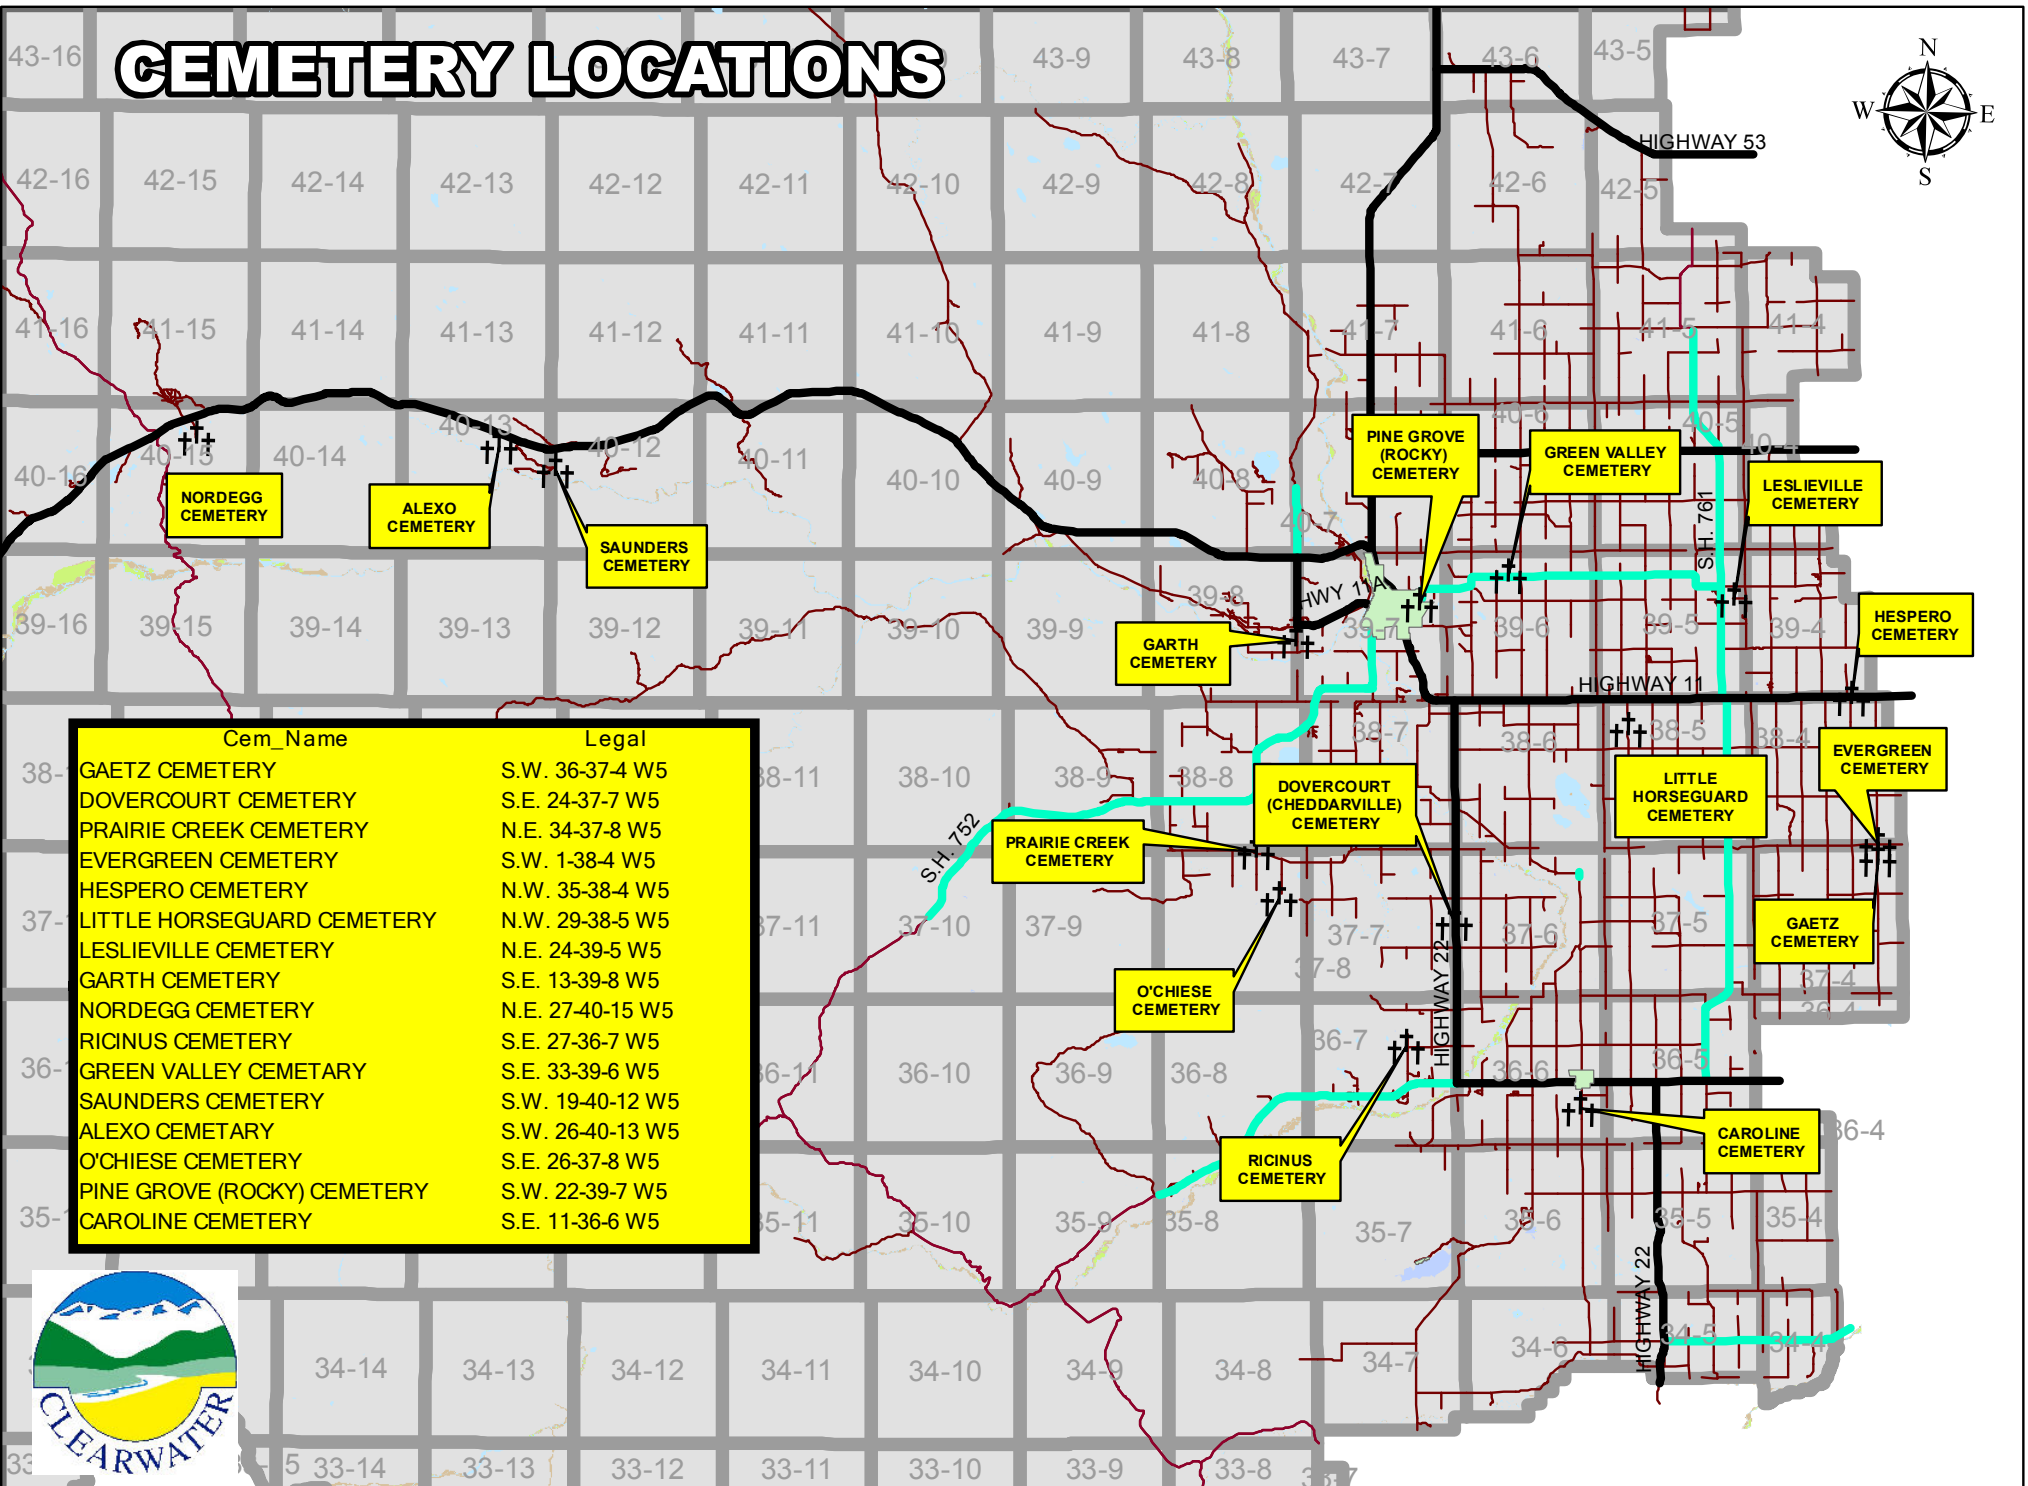 CEMETERY LOCATIONS
N
W E
S
43-16 43-9 43-8 43-7 43-6 43-5
HIGHWAY 53
42-16 42-15 42-14 42-13 42-12 42-11 42-10 42-9 42-8 42-7 42-6 42-5
41-16 41-15 41-14 41-13 41-12 41-11 41-10 41-9 41-8 41-7 41-6 41-5 41-4
40-16 40-15 40-14 40-13 40-12 40-11 40-10 40-9 40-8 40-7 40-6 40-5 40-4
NORDEGG
CEMETERY
ALEXO
CEMETERY
SAUNDERS
CEMETERY
PINE GROVE
(ROCKY)
CEMETERY
GREEN VALLEY
CEMETERY
LESLIEVILLE
CEMETERY
S.H. 761
HWY 11A
39-16 39-15 39-14 39-13 39-12 39-11 39-10 39-9 39-8 39-7 39-6 39-5 39-4
GARTH
CEMETERY
HESPERO
CEMETERY
HIGHWAY 11
38-11 38-10 38-9 38-8 38-7 38-6 38-5 38-4
EVERGREEN
CEMETERY
LITTLE
HORSEGUARD
CEMETERY
DOVERCOURT
(CHEDDARVILLE)
CEMETERY
PRAIRIE CREEK
CEMETERY
S.H. 752
37-11 37-10 37-9 37-8 37-7 37-6 37-5 37-4
GAETZ
CEMETERY
O'CHIESE
CEMETERY
HIGHWAY 22
36-11 36-10 36-9 36-8 36-7 36-6 36-5 36-4
36-4
CAROLINE
CEMETERY
RICINUS
CEMETERY
35-11 35-10 35-9 35-8 35-7 35-6 35-5 35-4
HIGHWAY 22
34-14 34-13 34-12 34-11 34-10 34-9 34-8 34-7 34-6 34-5 34-4
33-14 33-13 33-12 33-11 33-10 33-9 33-8 33-7
Cem_Name Legal
GAETZ CEMETERY S.W. 36-37-4 W5
DOVERCOURT CEMETERY S.E. 24-37-7 W5
PRAIRIE CREEK CEMETERY N.E. 34-37-8 W5
EVERGREEN CEMETERY S.W. 1-38-4 W5
HESPERO CEMETERY N.W. 35-38-4 W5
LITTLE HORSEGUARD CEMETERY N.W. 29-38-5 W5
LESLIEVILLE CEMETERY N.E. 24-39-5 W5
GARTH CEMETERY S.E. 13-39-8 W5
NORDEGG CEMETERY N.E. 27-40-15 W5
RICINUS CEMETERY S.E. 27-36-7 W5
GREEN VALLEY CEMETARY S.E. 33-39-6 W5
SAUNDERS CEMETERY S.W. 19-40-12 W5
ALEXO CEMETARY S.W. 26-40-13 W5
O'CHIESE CEMETERY S.E. 26-37-8 W5
PINE GROVE (ROCKY) CEMETERY S.W. 22-39-7 W5
CAROLINE CEMETERY S.E. 11-36-6 W5
CLEARWATER